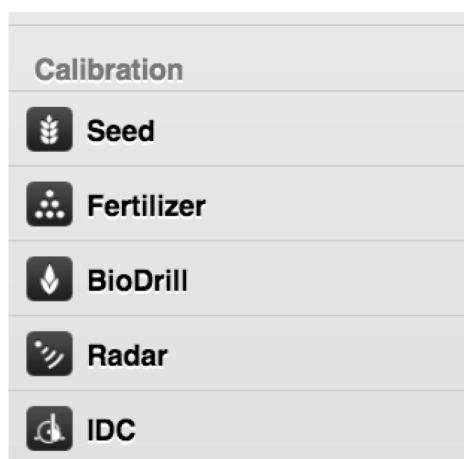 Calibration
Seed
Fertilizer
BioDrill
Radar
IDC